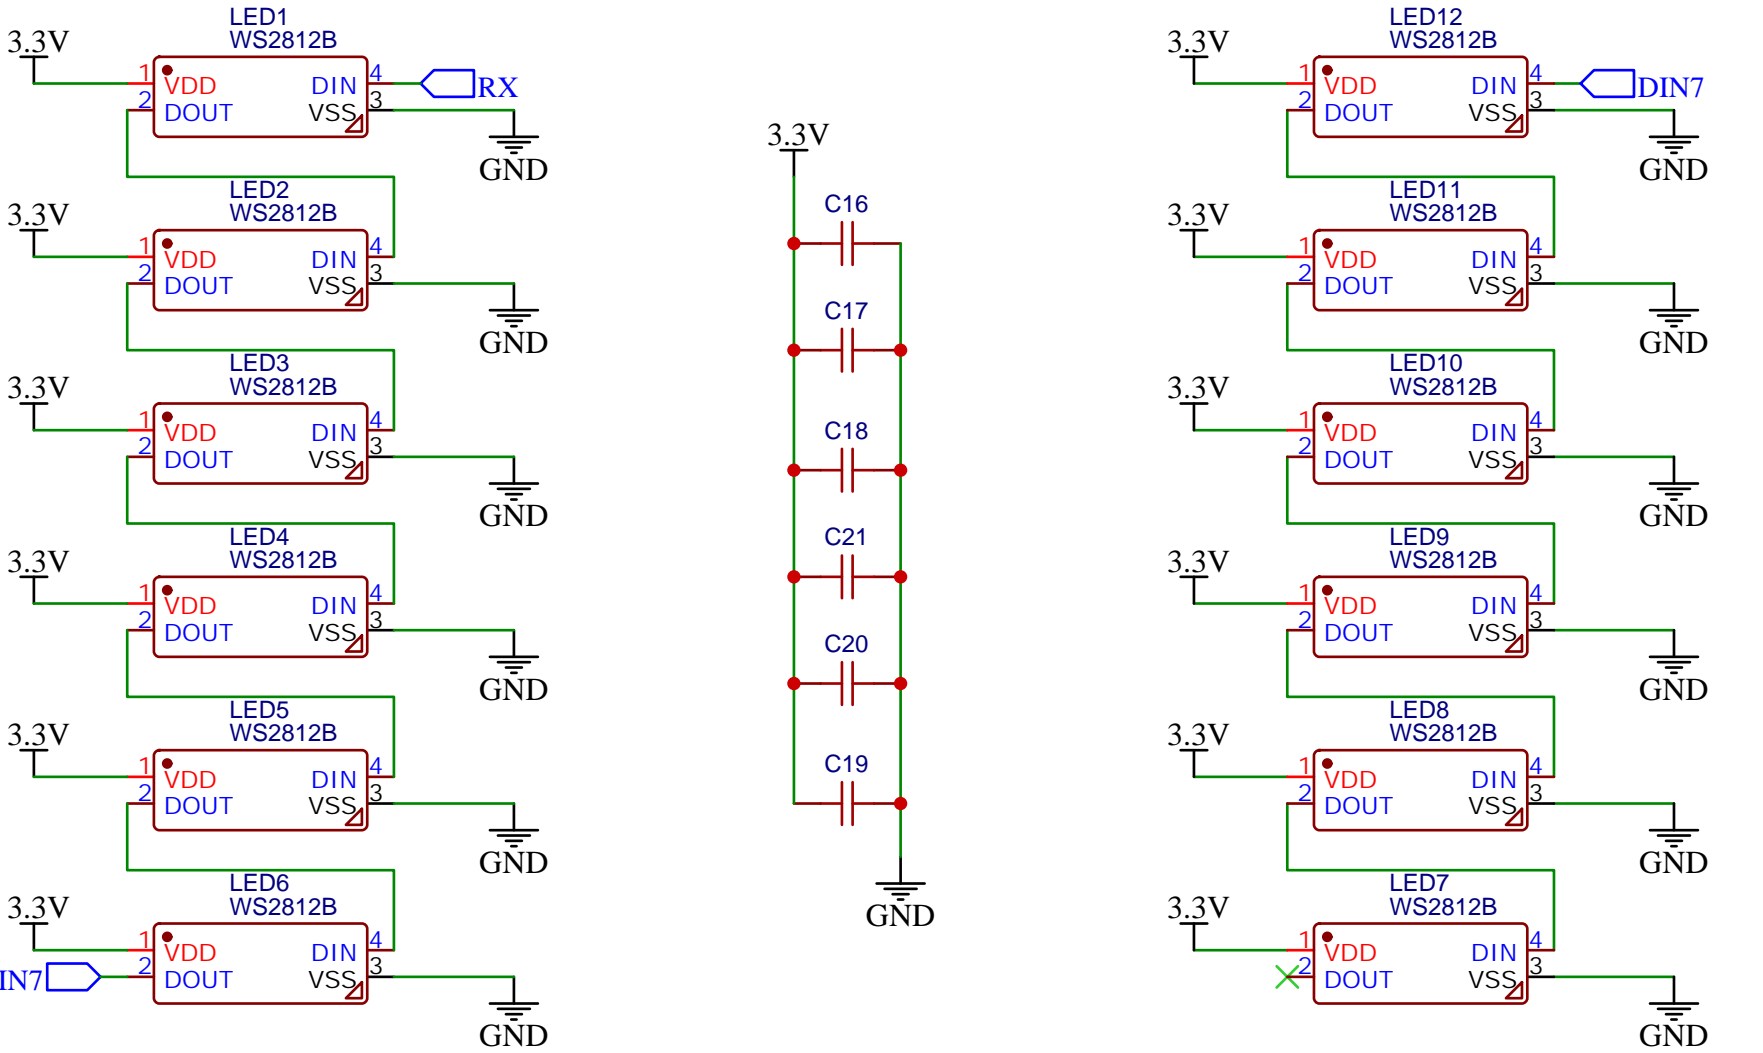 LED1
WS2812B
3.3V
1 VDD DIN 4 RX
2 DOUT VSS 3
GND
LED2
WS2812B
3.3V
1 VDD DIN 4
2 DOUT VSS 3
GND
LED3
WS2812B
3.3V
1 VDD DIN 4
2 DOUT VSS 3
GND
LED4
WS2812B
3.3V
1 VDD DIN 4
2 DOUT VSS 3
GND
LED5
WS2812B
3.3V
1 VDD DIN 4
2 DOUT VSS 3
GND
LED6
WS2812B
3.3V
1 VDD DIN 4
IN7 2 DOUT VSS 3
GND
3.3V
C16
C17
C18
C21
C20
C19
GND
LED12
WS2812B
3.3V
1 VDD DIN 4 DIN7
2 DOUT VSS 3
GND
LED11
WS2812B
3.3V
1 VDD DIN 4
2 DOUT VSS 3
GND
LED10
WS2812B
3.3V
1 VDD DIN 4
2 DOUT VSS 3
GND
LED9
WS2812B
3.3V
1 VDD DIN 4
2 DOUT VSS 3
GND
LED8
WS2812B
3.3V
1 VDD DIN 4
2 DOUT VSS 3
GND
LED7
WS2812B
3.3V
1 VDD DIN 4
2 DOUT VSS 3
GND